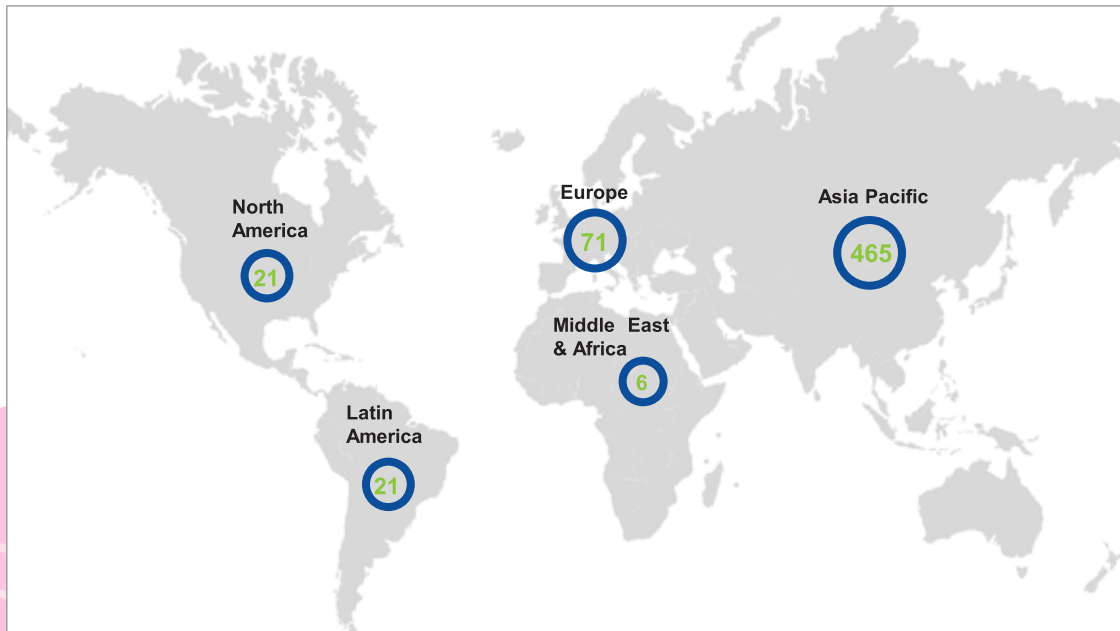 North
America
21
Europe
71
Asia Pacific
465
Middle East
& Africa
6
Latin
America
21